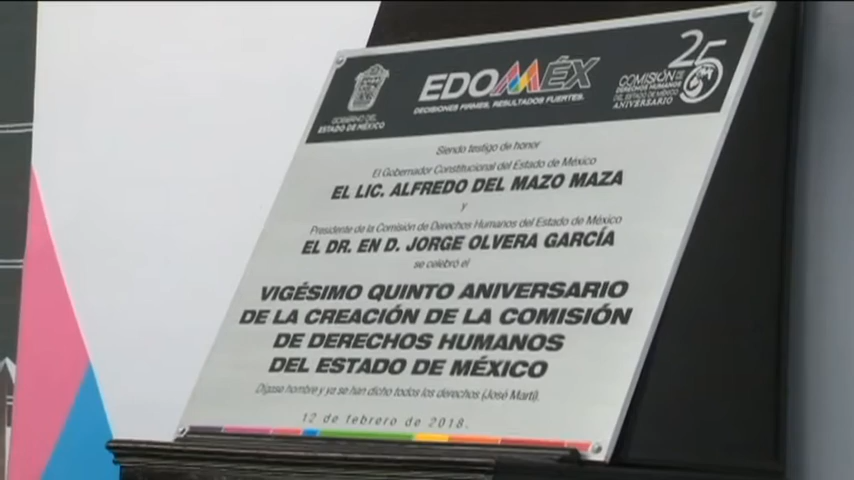 GOBIERNO DEL
ESTADO DE MÉXICO
EDOMÉX
DECISIONES FIRMES, RESULTADOS FUERTES.
25
COMISIÓN DE
DERECHOS HUMANOS
DEL ESTADO DE MÉXICO
ANIVERSARIO
Siendo testigo de honor
El Gobernador Constitucional del Estado de México
EL LIC. ALFREDO DEL MAZO MAZA
y
Presidente de la Comisión de Derechos Humanos del Estado de México
EL DR. EN D. JORGE OLVERA GARCÍA
se celebró el
VIGÉSIMO QUINTO ANIVERSARIO
DE LA CREACIÓN DE LA COMISIÓN
DE DERECHOS HUMANOS
DEL ESTADO DE MÉXICO
Dígase hombre y ya se han dicho todos los derechos (José Martí).
12 de febrero de 2018.